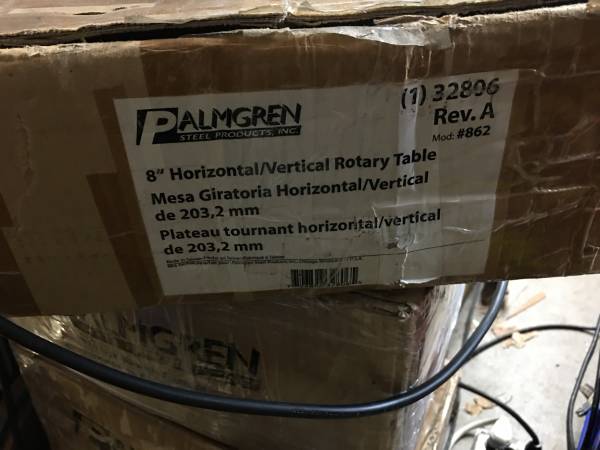 PALMGREN
STEEL PRODUCTS, INC.
(1) 32806
Rev. A
Mod: #862
8" Horizontal/Vertical Rotary Table
Mesa Giratoria Horizontal/Vertical
de 203,2 mm
Plateau tournant horizontal/vertical
de 203,2 mm
PALMGREN